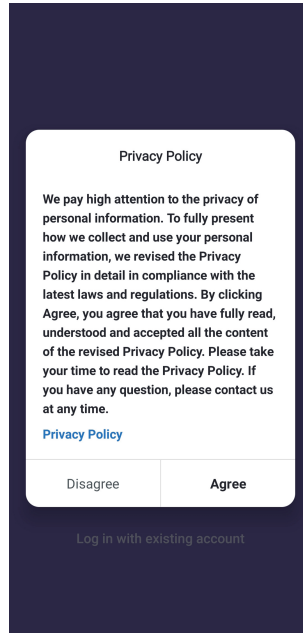 Privacy Policy
We pay high attention to the privacy of
personal information. To fully present
how we collect and use your personal
information, we revised the Privacy
Policy in detail in compliance with the
latest laws and regulations. By clicking
Agree, you agree that you have fully read,
understood and accepted all the content
of the revised Privacy Policy. Please take
your time to read the Privacy Policy. If
you have any question, please contact us
at any time.
Privacy Policy
Disagree
Agree
Log in with existing account